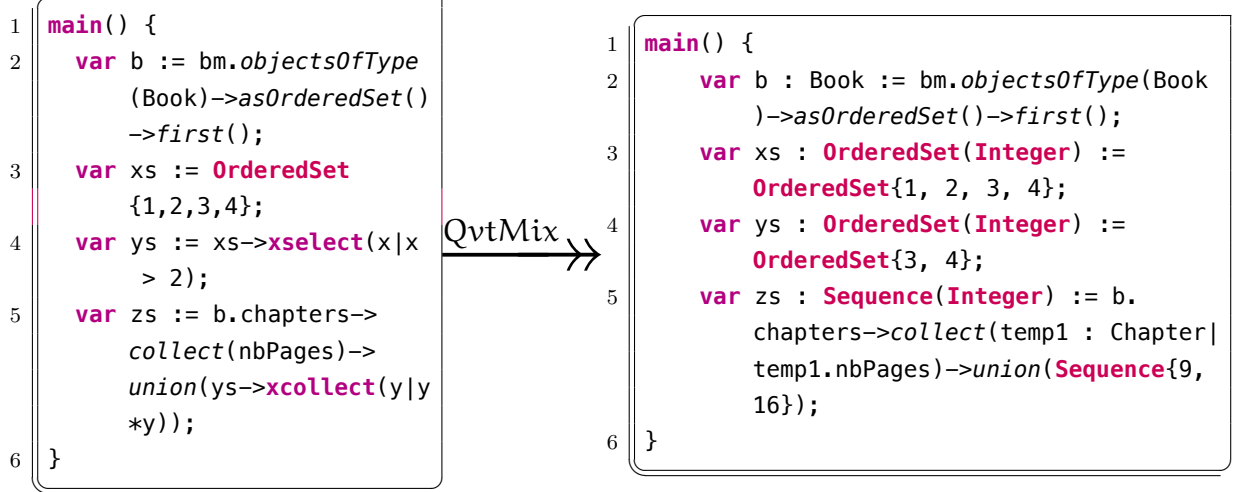 1 main() {
2 var b := bm.objectsOfType
(Book)->asOrderedSet()
->first();
3 var xs := OrderedSet
{1,2,3,4};
4 var ys := xs->xselect(x|x
> 2);
5 var zs := b.chapters->
collect(nbPages)->
union(ys->xcollect(y|y
*y));
6 }
QvtMix
1 main() {
2 var b : Book := bm.objectsOfType(Book
)->asOrderedSet()->first();
3 var xs : OrderedSet(Integer) :=
OrderedSet{1, 2, 3, 4};
4 var ys : OrderedSet(Integer) :=
OrderedSet{3, 4};
5 var zs : Sequence(Integer) := b.
chapters->collect(temp1 : Chapter|
temp1.nbPages)->union(Sequence{9,
16});
6 }